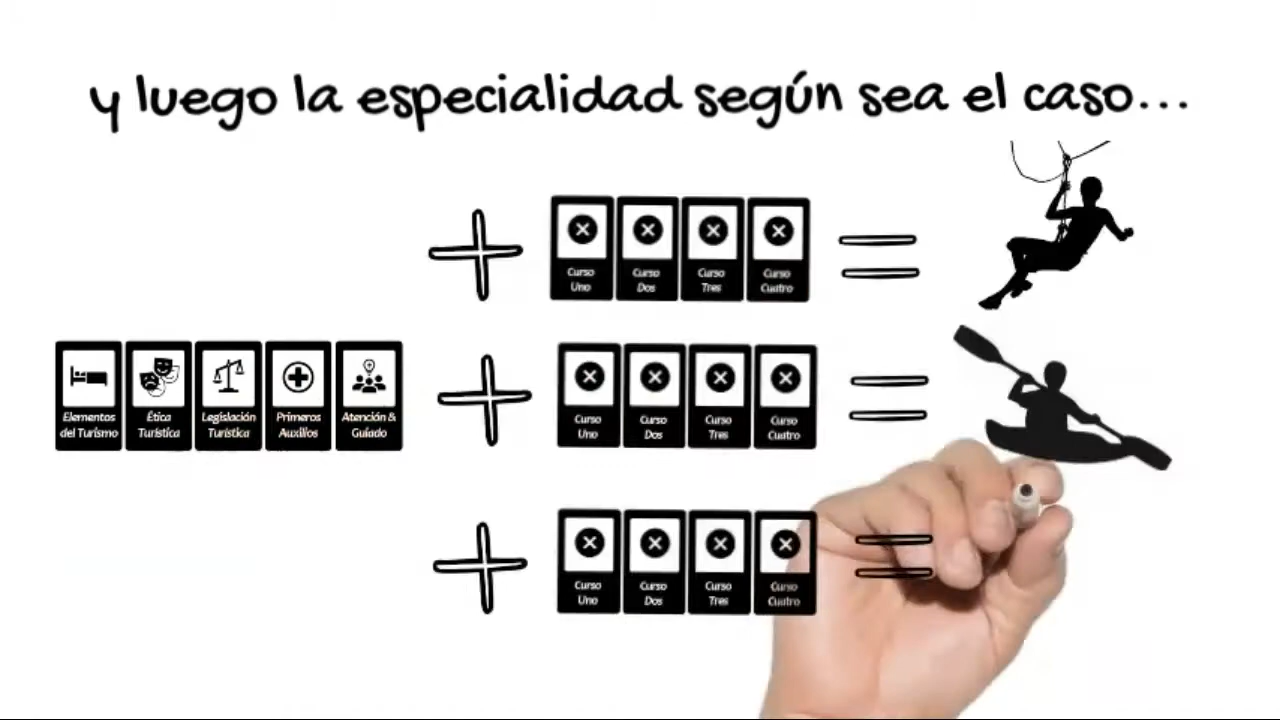 y luego la especialidad según sea el caso...
Curso Uno
Curso Dos
Curso Tres
Curso Cuatro
Elementos del Turismo
Ética Turística
Legislación Turística
Primeros Auxilios
Atención & Guiado
Curso Uno
Curso Dos
Curso Tres
Curso Cuatro
Curso Uno
Curso Dos
Curso Tres
Curso Cuatro